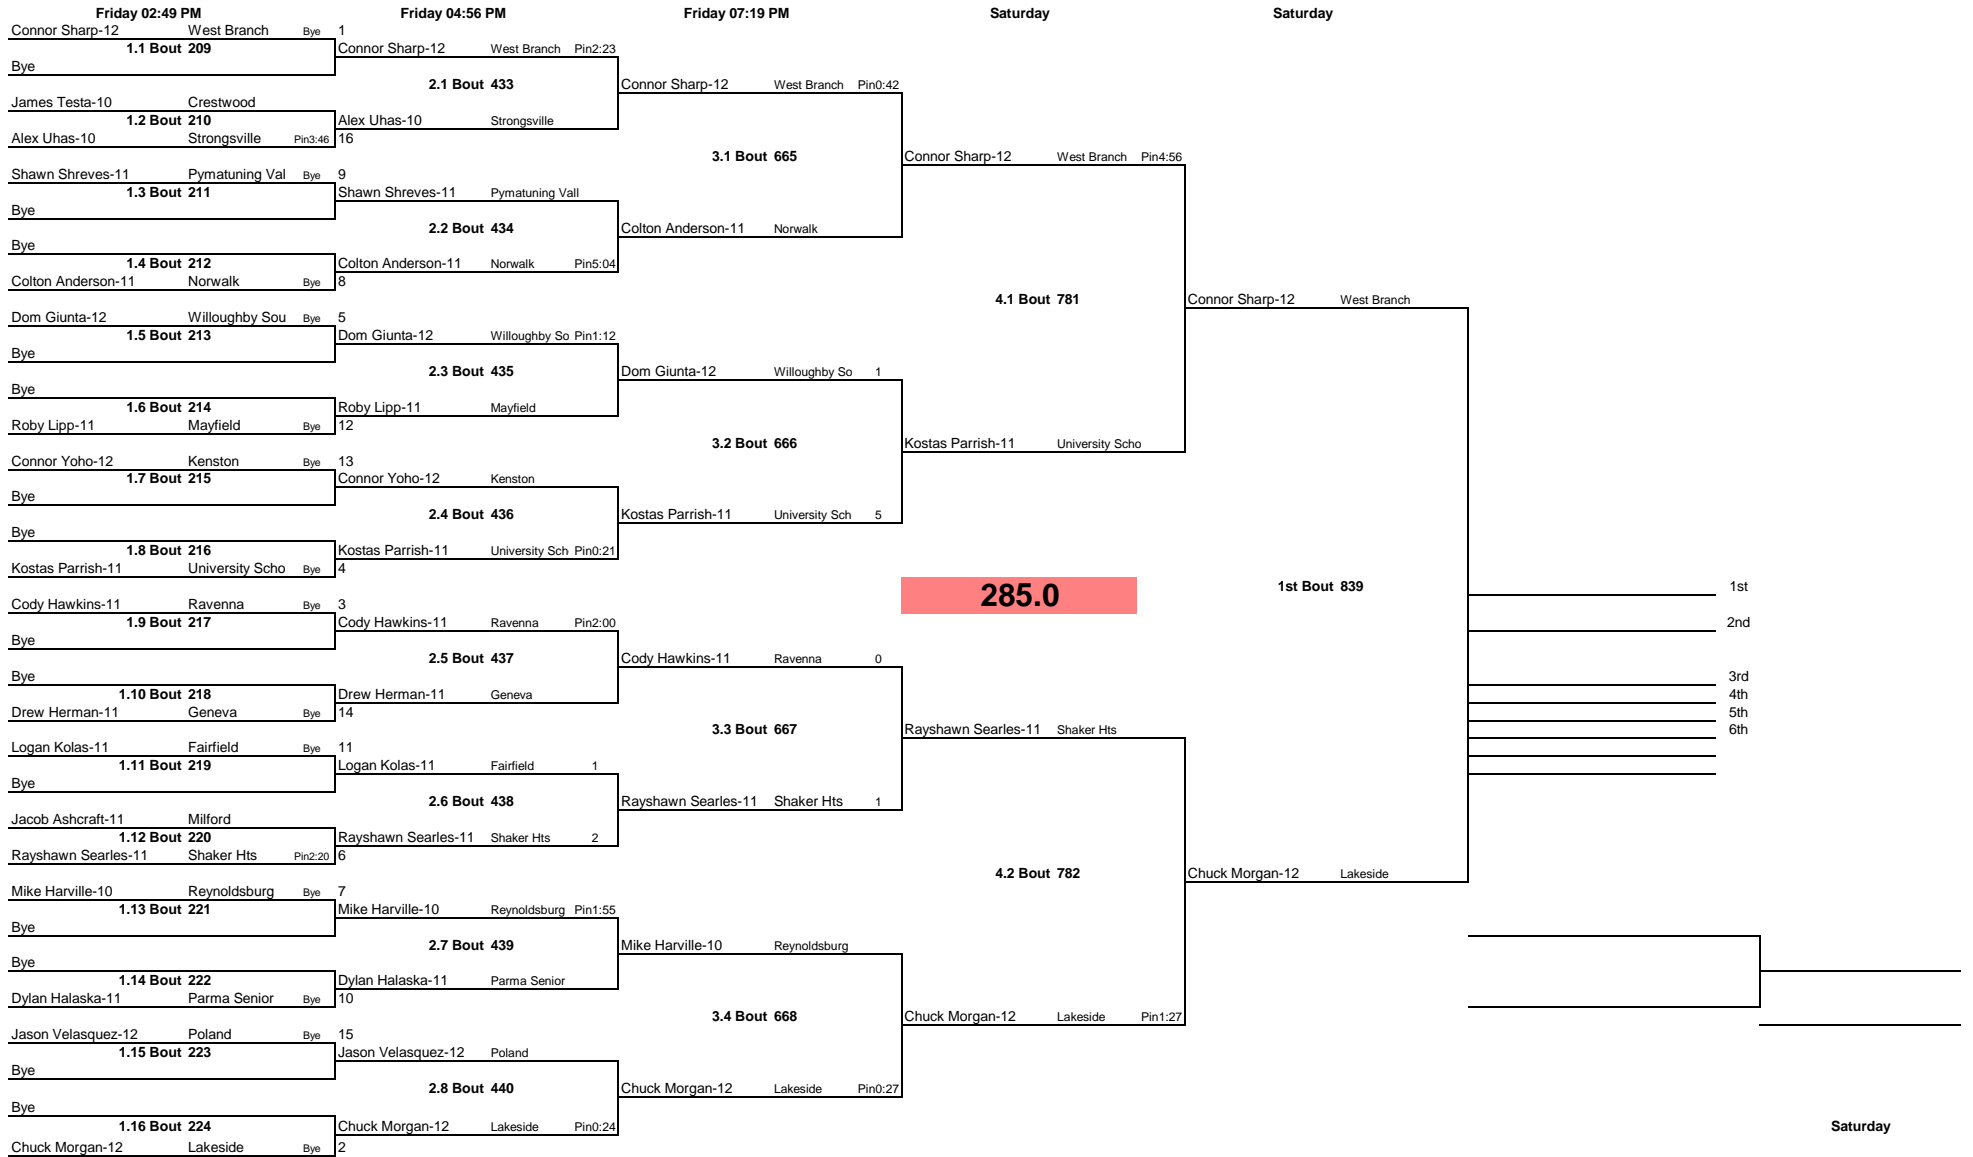 Friday 02:49 PM Friday 04:56 PM Friday 07:19 PM Saturday Saturday
Connor Sharp-12 West Branch Bye 1
1.1 Bout 209 Connor Sharp-12 West Branch Pin2:23
Bye
2.1 Bout 433 Connor Sharp-12 West Branch Pin0:42
James Testa-10 Crestwood
1.2 Bout 210 Alex Uhas-10 Strongsville
Alex Uhas-10 Strongsville Pin3:46 16
3.1 Bout 665 Connor Sharp-12 West Branch Pin4:56
Shawn Shreves-11 Pymatuning Val Bye 9
1.3 Bout 211 Shawn Shreves-11 Pymatuning Vall
Bye
2.2 Bout 434 Colton Anderson-11 Norwalk
Bye
1.4 Bout 212 Colton Anderson-11 Norwalk Pin5:04
Colton Anderson-11 Norwalk Bye 8
4.1 Bout 781 Connor Sharp-12 West Branch
Dom Giunta-12 Willoughby Sou Bye 5
1.5 Bout 213 Dom Giunta-12 Willoughby So Pin1:12
Bye
2.3 Bout 435 Dom Giunta-12 Willoughby So 1
Bye
1.6 Bout 214 Roby Lipp-11 Mayfield
Roby Lipp-11 Mayfield Bye 12
3.2 Bout 666 Kostas Parrish-11 University Scho
Connor Yoho-12 Kenston Bye 13
1.7 Bout 215 Connor Yoho-12 Kenston
Bye
2.4 Bout 436 Kostas Parrish-11 University Sch 5
Bye
1.8 Bout 216 Kostas Parrish-11 University Sch Pin0:21
Kostas Parrish-11 University Scho Bye 4
285.0 1st Bout 839 1st
Cody Hawkins-11 Ravenna Bye 3
1.9 Bout 217 Cody Hawkins-11 Ravenna Pin2:00 2nd
Bye
2.5 Bout 437 Cody Hawkins-11 Ravenna 0
Bye 3rd
1.10 Bout 218 Drew Herman-11 Geneva 4th
Drew Herman-11 Geneva Bye 14 5th
3.3 Bout 667 Rayshawn Searles-11 Shaker Hts 6th
Logan Kolas-11 Fairfield Bye 11
1.11 Bout 219 Logan Kolas-11 Fairfield 1
Bye
2.6 Bout 438 Rayshawn Searles-11 Shaker Hts 1
Jacob Ashcraft-11 Milford
1.12 Bout 220 Rayshawn Searles-11 Shaker Hts 2
Rayshawn Searles-11 Shaker Hts Pin2:20 6
4.2 Bout 782 Chuck Morgan-12 Lakeside
Mike Harville-10 Reynoldsburg Bye 7
1.13 Bout 221 Mike Harville-10 Reynoldsburg Pin1:55
Bye
2.7 Bout 439 Mike Harville-10 Reynoldsburg
Bye
1.14 Bout 222 Dylan Halaska-11 Parma Senior
Dylan Halaska-11 Parma Senior Bye 10
3.4 Bout 668 Chuck Morgan-12 Lakeside Pin1:27
Jason Velasquez-12 Poland Bye 15
1.15 Bout 223 Jason Velasquez-12 Poland
Bye
2.8 Bout 440 Chuck Morgan-12 Lakeside Pin0:27
Bye
1.16 Bout 224 Chuck Morgan-12 Lakeside Pin0:24 Saturday
Chuck Morgan-12 Lakeside Bye 2